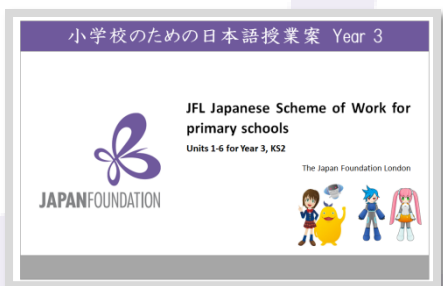 小学校のための日本語授業案 Year 3
JFL Japanese Scheme of Work for
primary schools
Units 1-6 for Year 3, KS2
The Japan Foundation London
JAPANFOUNDATION